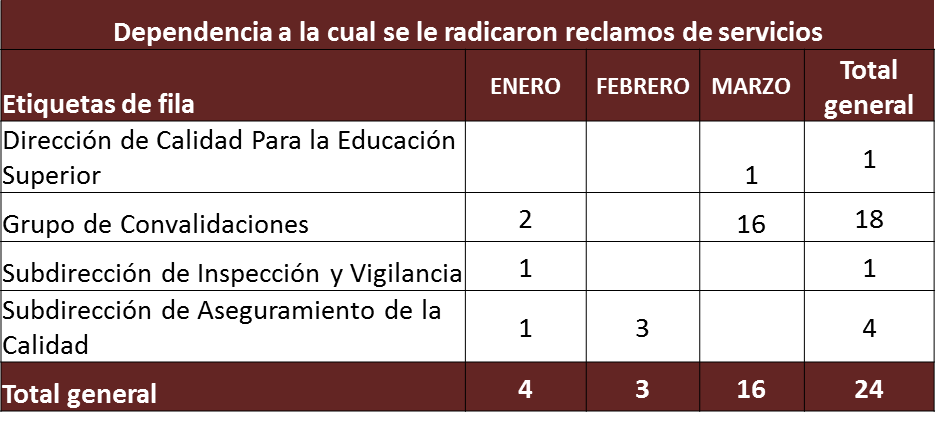 Dependencia a la cual se le radicaron reclamos de servicios
Etiquetas de fila ENERO FEBRERO MARZO Total general
Dirección de Calidad Para la Educación
Superior 1 1
Grupo de Convalidaciones 2 16 18
Subdirección de Inspección y Vigilancia 1 1
Subdirección de Aseguramiento de la
Calidad 1 3 4
Total general 4 3 16 24